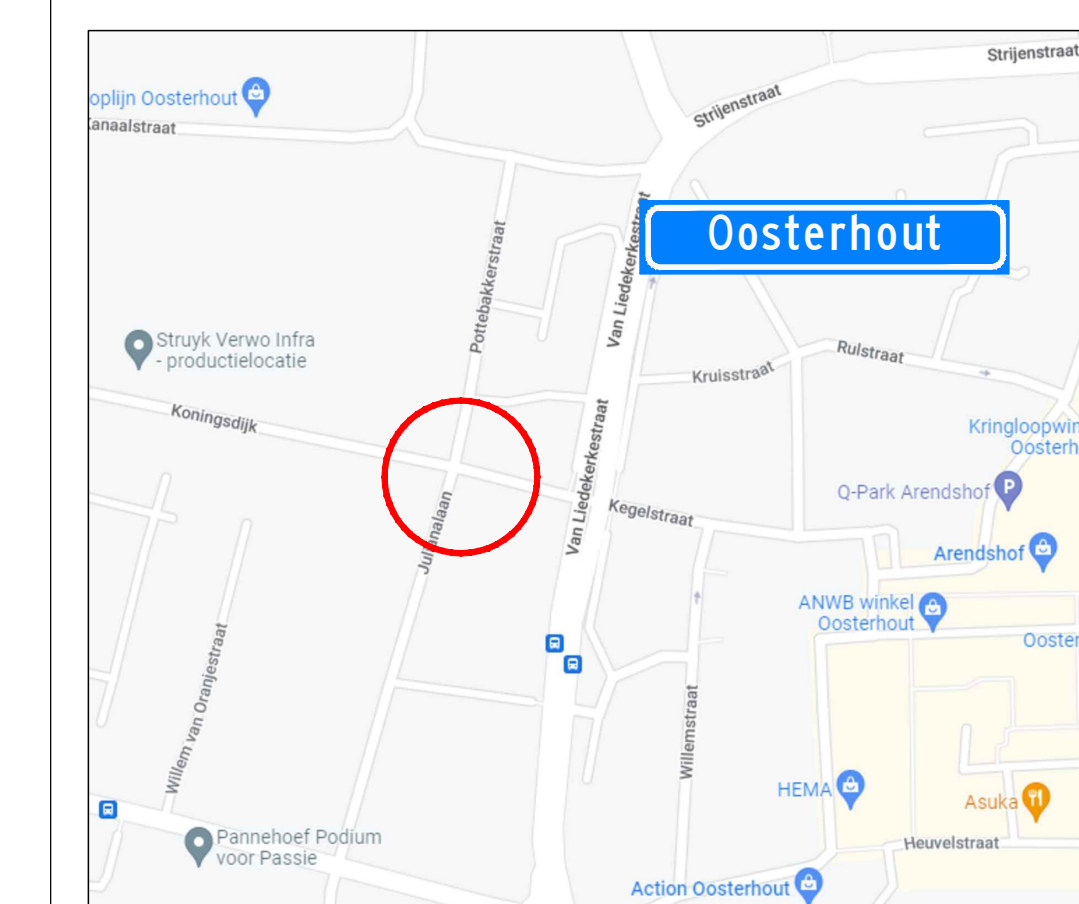 Strijenstraat
Strijenstraat
oplijn Oosterhout
Kanaalstraat
Van Liedekerkestraat
Oosterhout
Pottebakkerstraat
Struyk Verwo Infra
- productielocatie
Rulstraat
Kruisstraat
Koningsdijk
Van Liedekerkestraat
Kringloopwin
Oosterh
P
Q-Park Arendshof
Julianalaan
Kegelstraat
Arendshof
ANWB winkel
Oosterhout
Ooster
Willem van Oranjestraat
Willemstraat
HEMA
Asuka
Pannehoef Podium
voor Passie
Heuvelstraat
Action Oosterhout